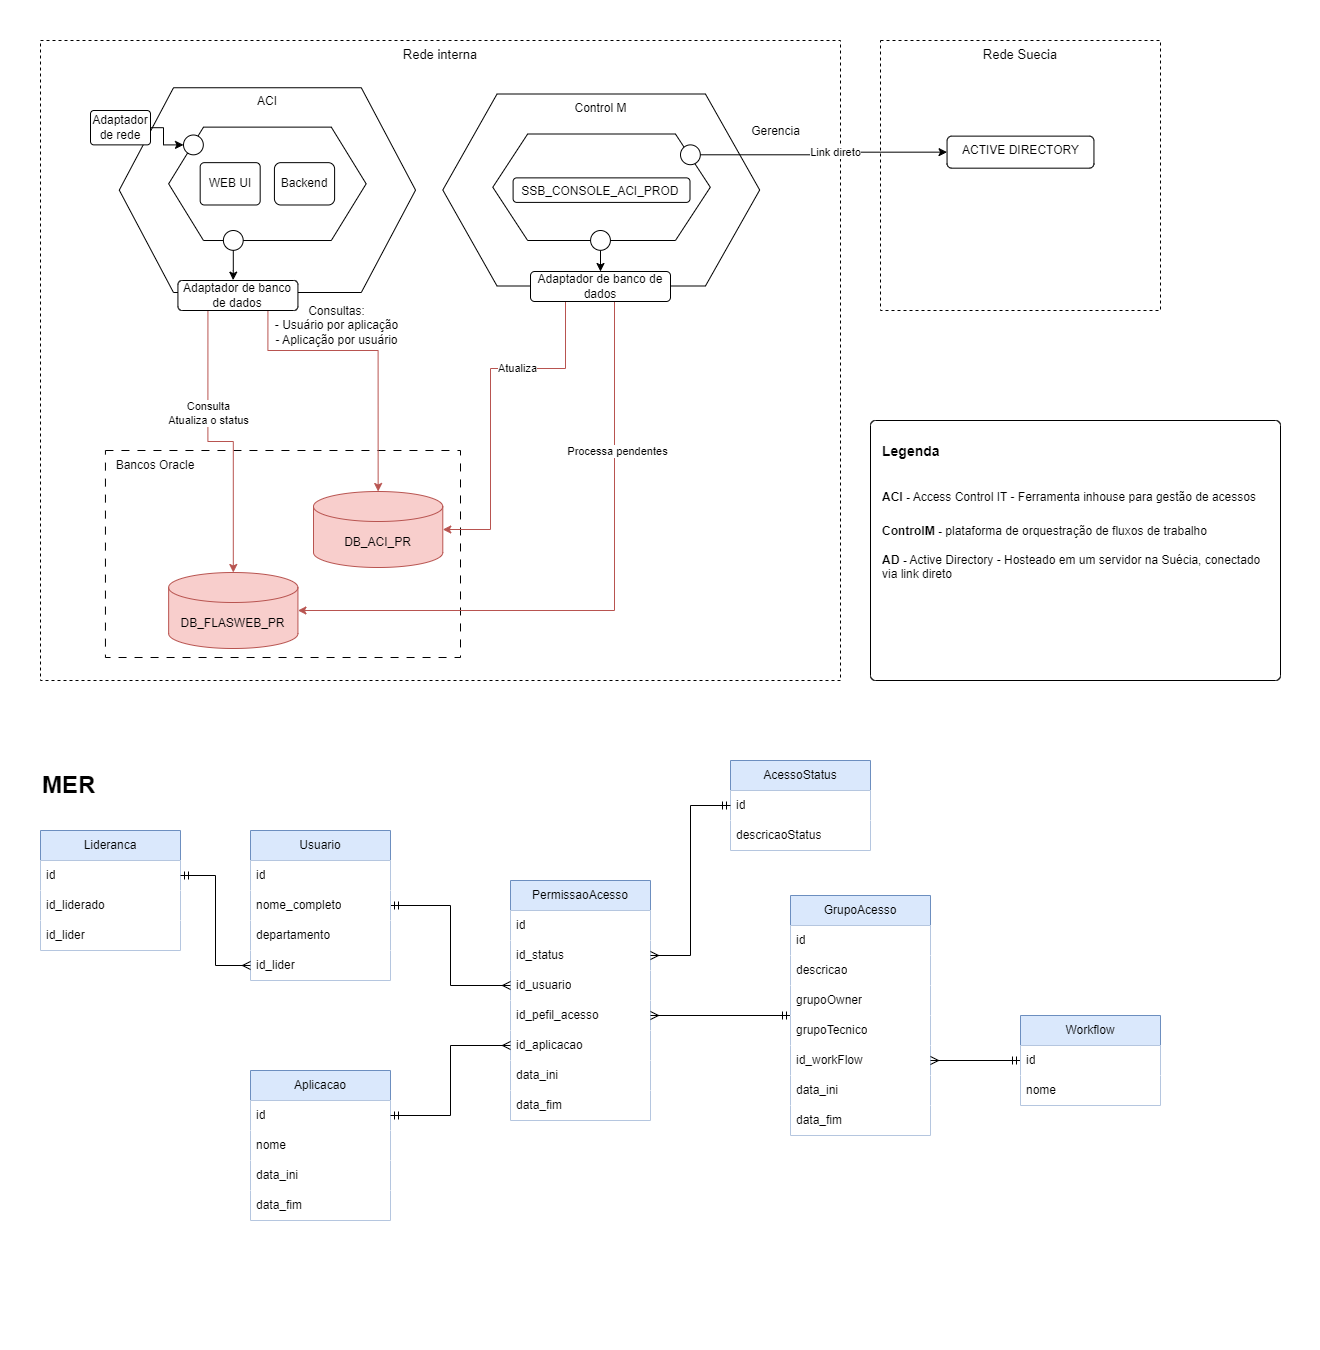 Rede interna
Rede Suecia
ACI
Control M
Adaptador
de rede
Gerencia
Link direto
ACTIVE DIRECTORY
WEB UI
Backend
SSB_CONSOLE_ACI_PROD
Adaptador de banco
de dados
Adaptador de banco de
dados
Consultas:
- Usuário por aplicação
- Aplicação por usuário
Atualiza
Consulta
Atualiza o status
Processa pendentes
Bancos Oracle
DB_ACI_PR
DB_FLASWEB_PR
Legenda
ACI - Access Control IT - Ferramenta inhouse para gestão de acessos
ControlM - plataforma de orquestração de fluxos de trabalho
AD - Active Directory - Hosteado em um servidor na Suécia, conectado
via link direto
MER
Lideranca
id
id_liderado
id_lider
Usuario
id
nome_completo
departamento
id_lider
Aplicacao
id
nome
data_ini
data_fim
PermissaoAcesso
id
id_status
id_usuario
id_pefil_acesso
id_aplicacao
data_ini
data_fim
AcessoStatus
id
descricaoStatus
GrupoAcesso
id
descricao
grupoOwner
grupoTecnico
id_workFlow
data_ini
data_fim
Workflow
id
nome